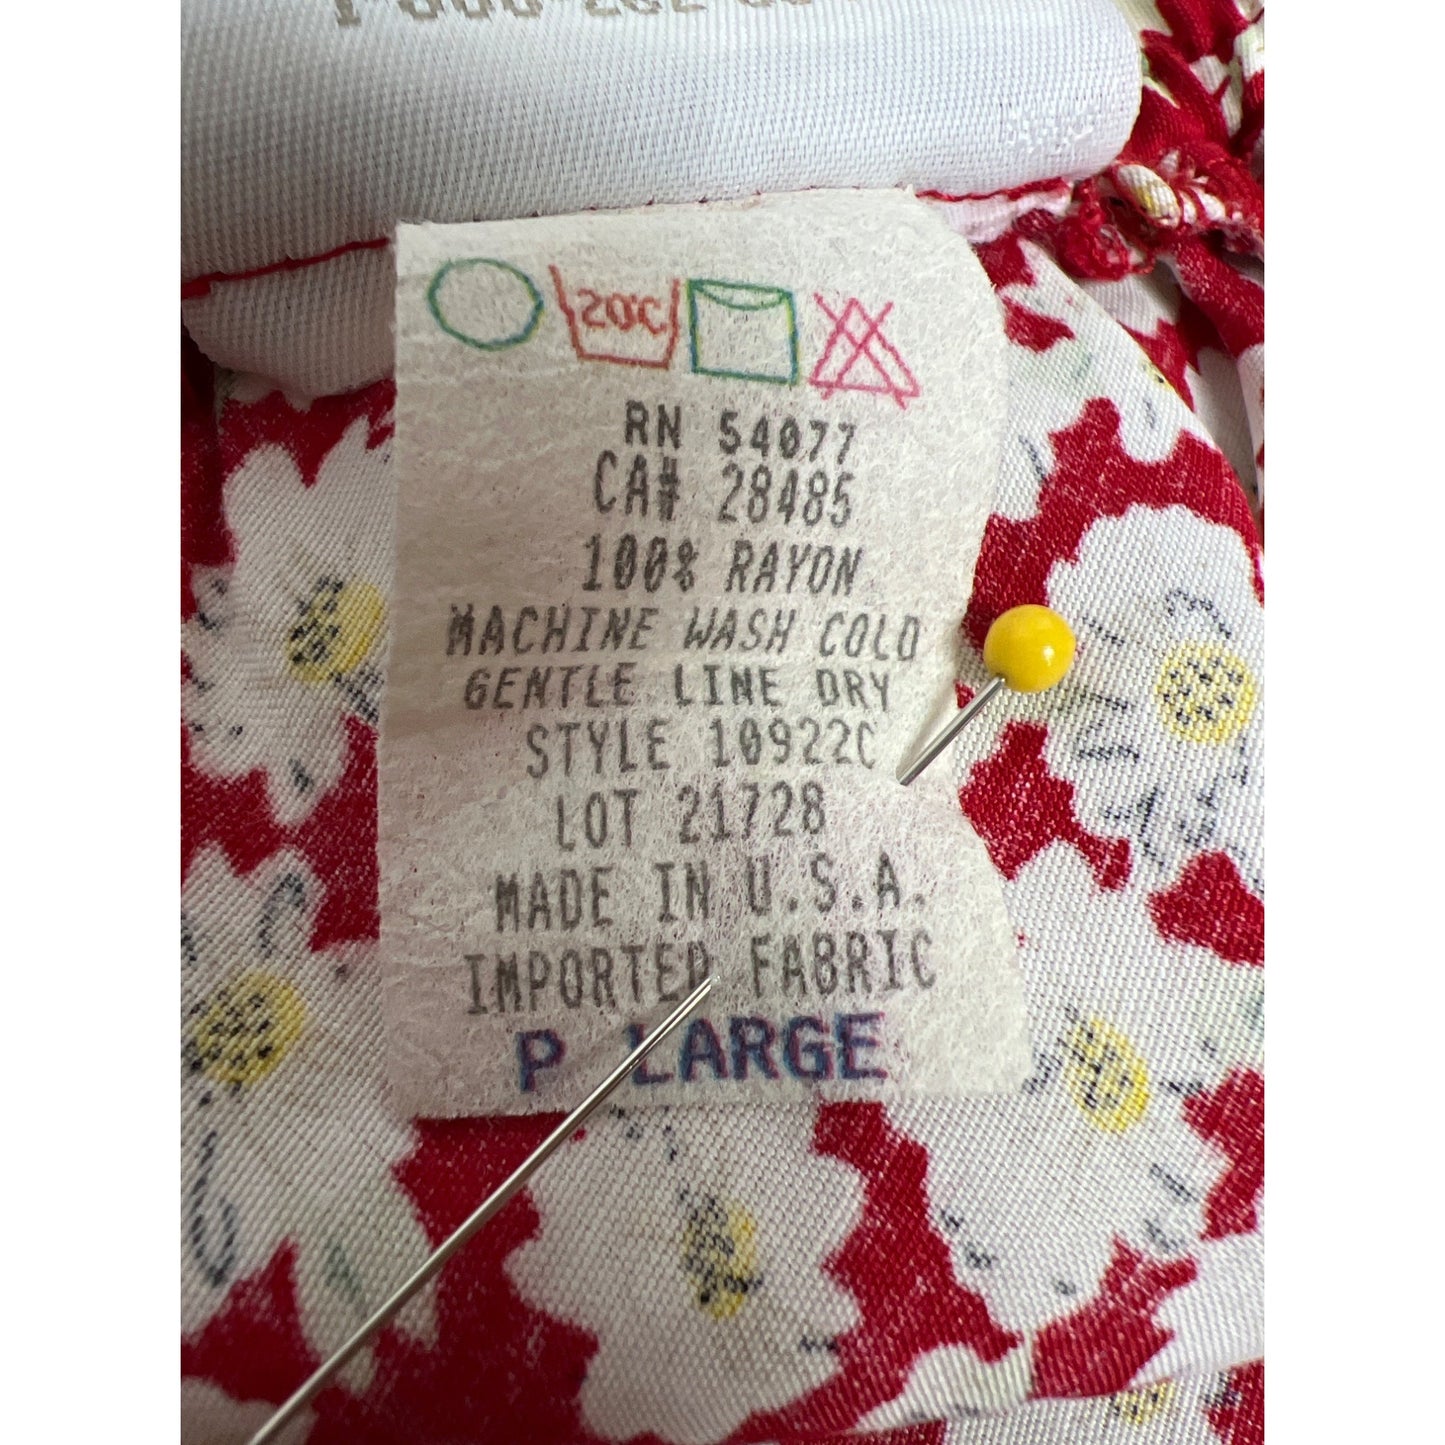 20°C
RN 54077
CA# 28485
100% RAYON
MACHINE WASH COLD
GENTLE LINE DRY
STYLE 10922C
LOT 21728
MADE IN U.S.A.
IMPORTED FABRIC
P LARGE